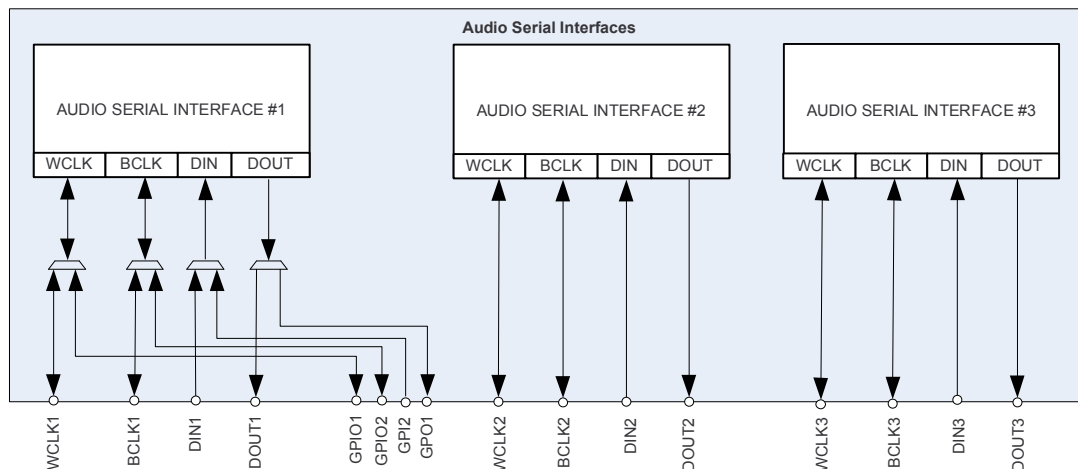 Audio Serial Interfaces
AUDIO SERIAL INTERFACE #1
WCLK BCLK DIN DOUT
AUDIO SERIAL INTERFACE #2
WCLK BCLK DIN DOUT
AUDIO SERIAL INTERFACE #3
WCLK BCLK DIN DOUT
WCLK1
BCLK1
DIN1
DOUT1
GPIO1
GPIO2
GPI2
GPO1
WCLK2
BCLK2
DIN2
DOUT2
WCLK3
BCLK3
DIN3
DOUT3